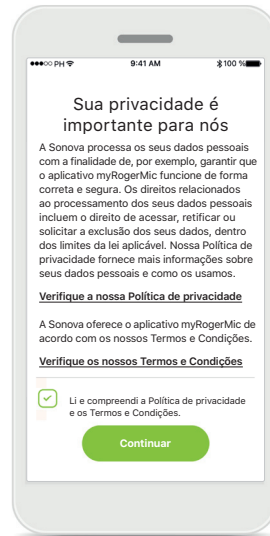 PH 9:41 AM 100 %
Sua privacidade é
importante para nós
A Sonova processa os seus dados pessoais
com a finalidade de, por exemplo, garantir que
o aplicativo myRogerMic funcione de forma
correta e segura. Os direitos relacionados
ao processamento dos seus dados pessoais
incluem o direito de acessar, retificar ou
solicitar a exclusão dos seus dados, dentro
dos limites da lei aplicável. Nossa Política de
privacidade fornece mais informações sobre
seus dados pessoais e como os usamos.
Verifique a nossa Política de privacidade
A Sonova oferece o aplicativo myRogerMic de
acordo com os nossos Termos e Condições.
Verifique os nossos Termos e Condições
Li e compreendi a Política de privacidade
e os Termos e Condições.
Continuar